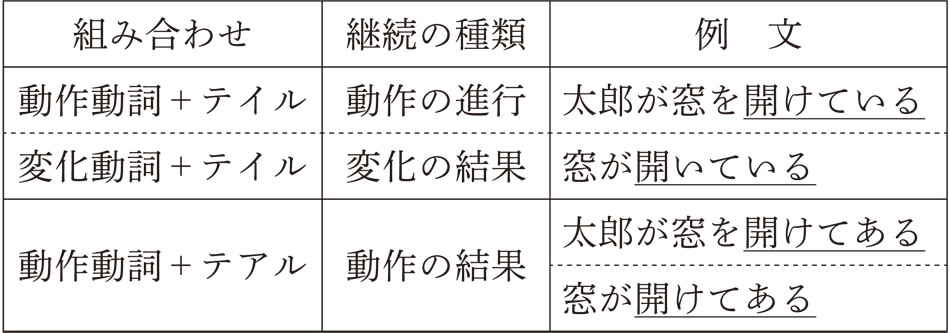 組み合わせ 継続の種類 例　文
動作動詞＋テイル 動作の進行 太郎が窓を開けている
変化動詞＋テイル 変化の結果 窓が開いている
動作動詞＋テアル 動作の結果 太郎が窓を開けてある
窓が開けてある